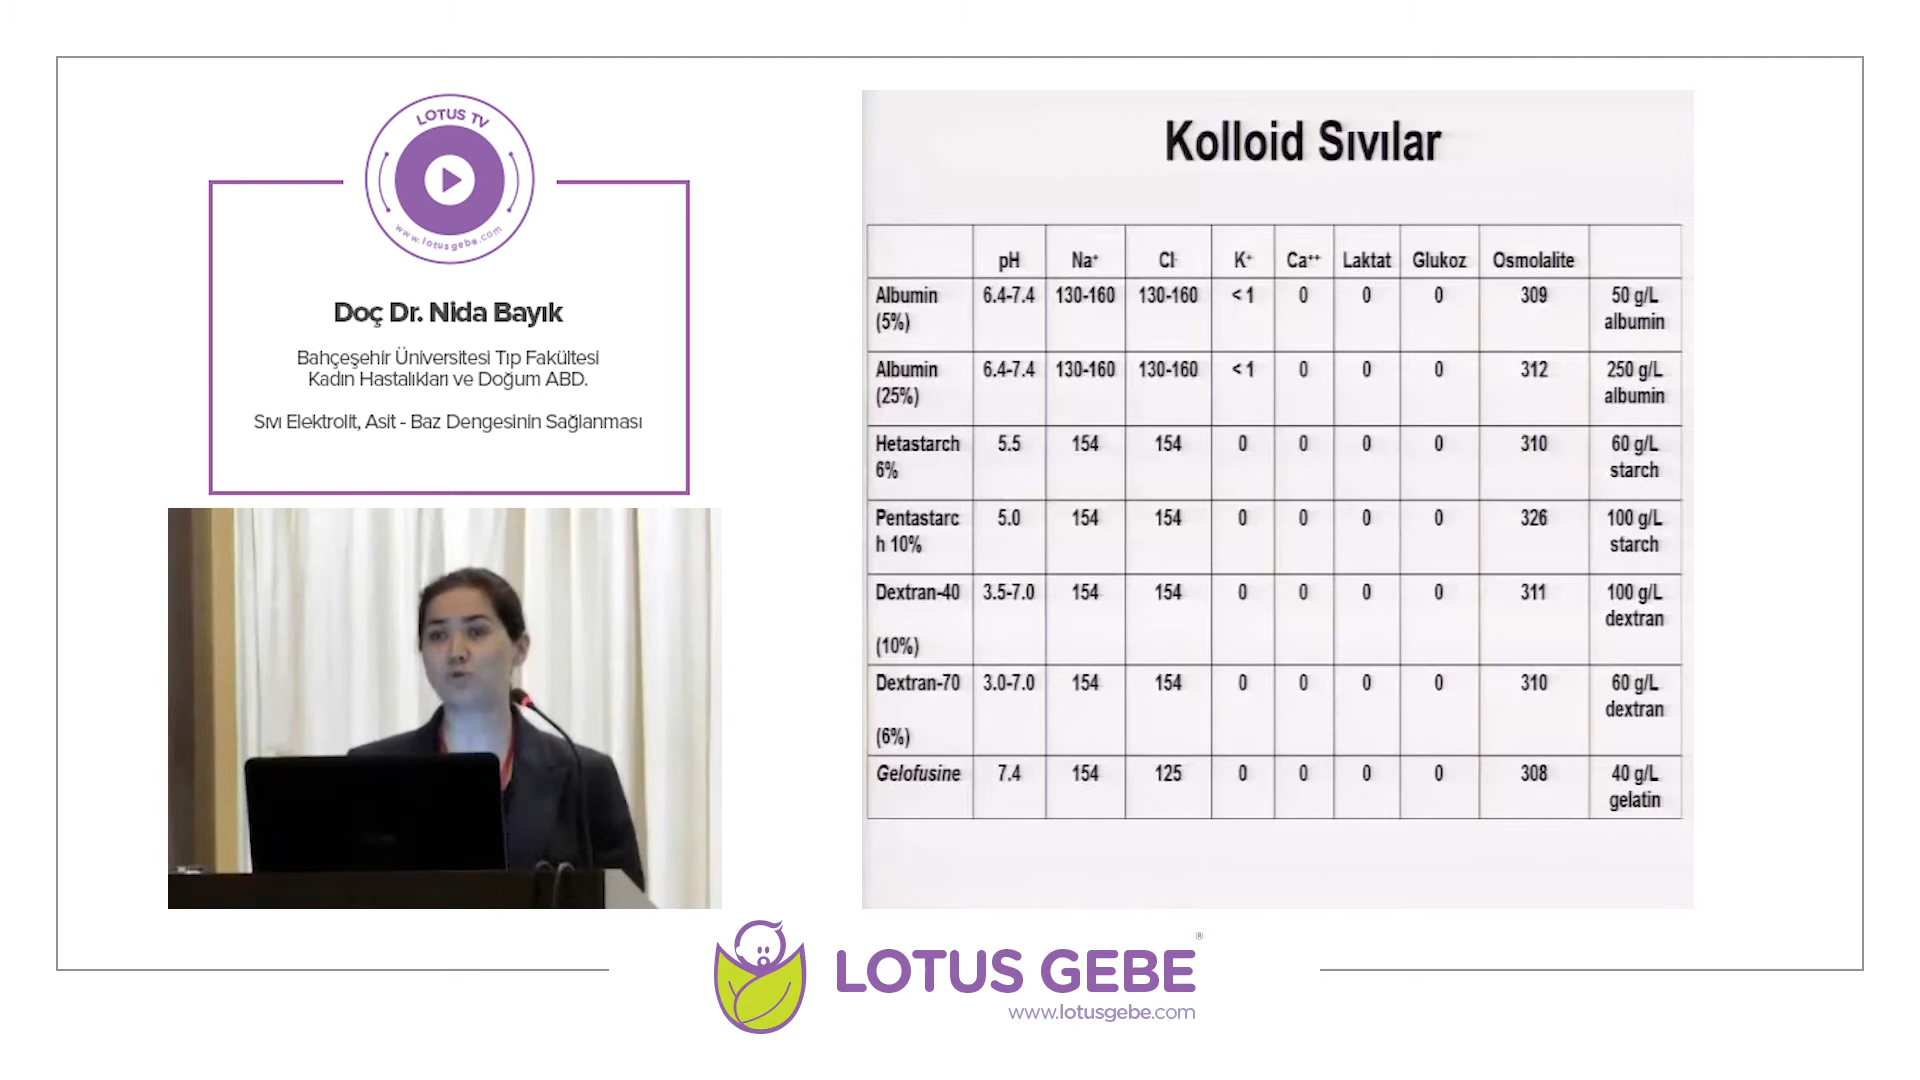 LOTUS TV
www.lotusgebe.com
Doç Dr. Nida Bayık
Bahçeşehir Üniversitesi Tıp Fakültesi
Kadın Hastalıkları ve Doğum ABD.
Sıvı Elektrolit, Asit - Baz Dengesinin Sağlanması
Kolloid Sıvılar
pH Na+ Cl- K+ Ca++ Laktat Glukoz Osmolalite
Albumin 6.4-7.4 130-160 130-160 <1 0 0 0 309 50 g/L
(5%) albumin
Albumin 6.4-7.4 130-160 130-160 <1 0 0 0 312 250 g/L
(25%) albumin
Hetastarch 5.5 154 154 0 0 0 0 310 60 g/L
6% starch
Pentastarc 5.0 154 154 0 0 0 0 326 100 g/L
h 10% starch
Dextran-40 3.5-7.0 154 154 0 0 0 0 311 100 g/L
dextran
(10%)
Dextran-70 3.0-7.0 154 154 0 0 0 0 310 60 g/L
dextran
(6%)
Gelofusine 7.4 154 125 0 0 0 0 308 40 g/L
gelatin
LOTUS GEBE®
www.lotusgebe.com